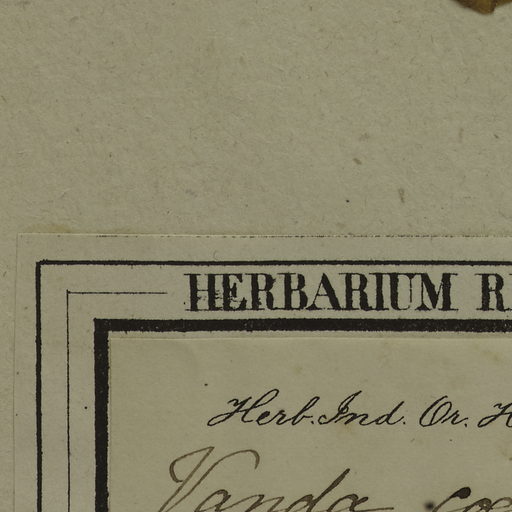 HERBARIUM
Herb. Ind. Or.
Vanda